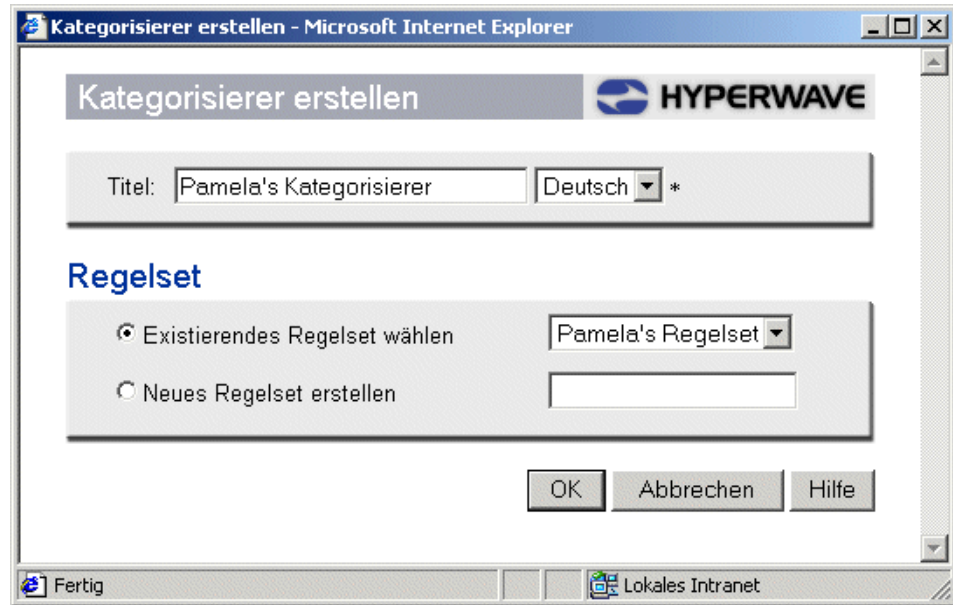 Kategorisierer erstellen - Microsoft Internet Explorer
Kategorisierer erstellen HYPERWAVE
Titel: Pamela's Kategorisierer Deutsch *
Regelset
Existierendes Regelset wählen Pamela's Regelset
Neues Regelset erstellen
OK Abbrechen Hilfe
Fertig Lokales Intranet